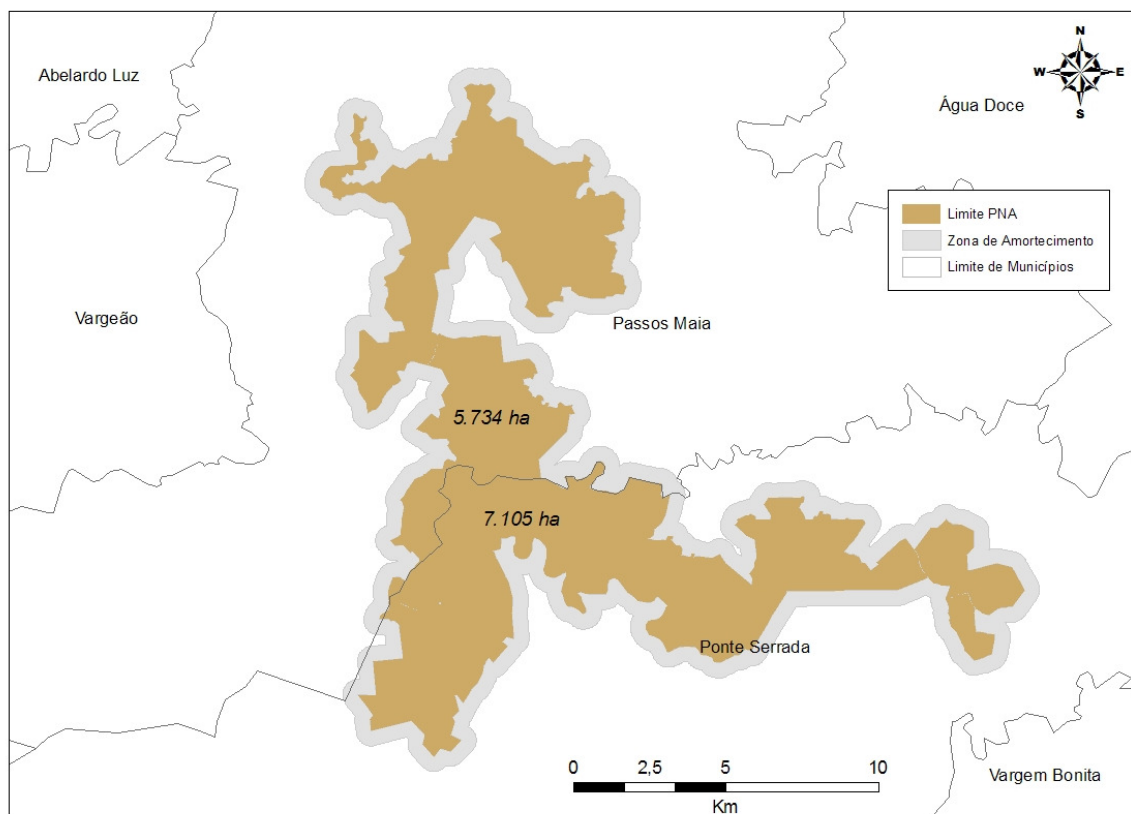 N
Abelardo Luz
W
E
S
Água Doce
Limite PNA
Zona de Amortecimento
Limite de Municípios
Vargeão
Passos Maia
5.734 ha
7.105 ha
Ponte Serrada
0 2,5 5 10
Km
Vargem Bonita